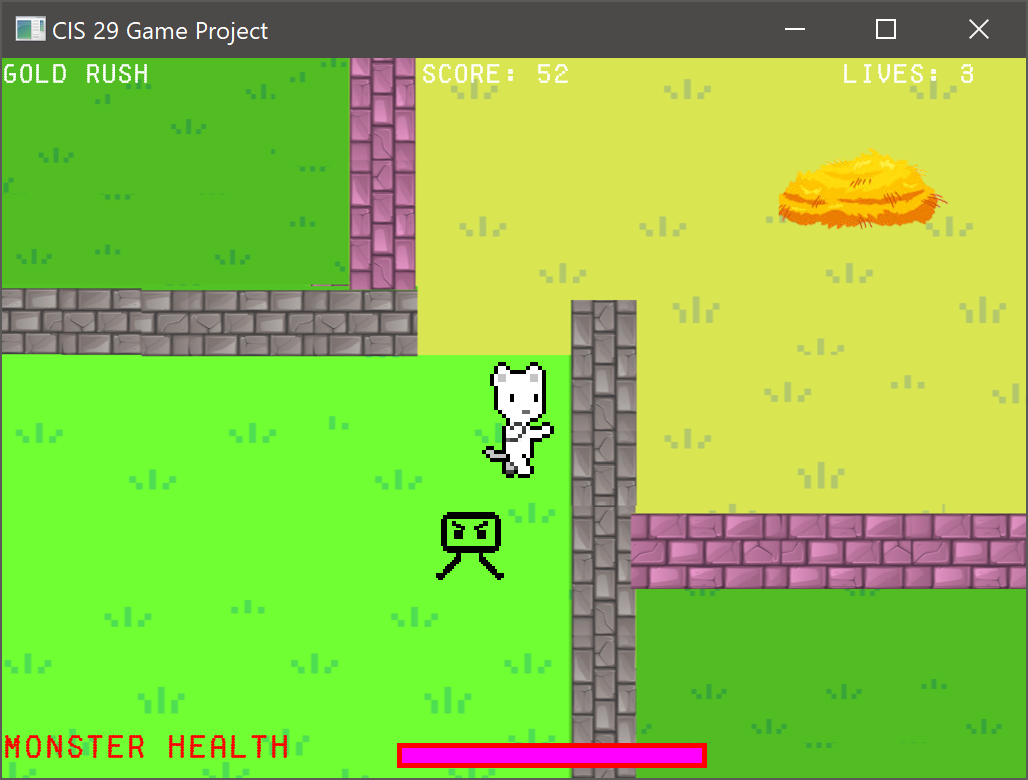 CIS 29 Game Project
GOLD RUSH
SCORE: 52
LIVES: 3
MONSTER HEALTH